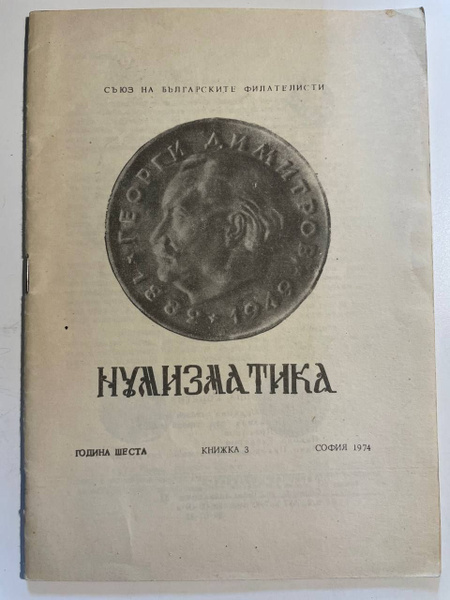 СЪЮЗ НА БЪЛГАРСКИТЕ ФИЛАТЕЛИСТИ
ГЕОРГИ ДИМИТРОВ
1882 ★ 1949
НУМИЗМАТИКА
ГОДИНА ШЕСТА КНИЖКА 3 СОФИЯ 1974